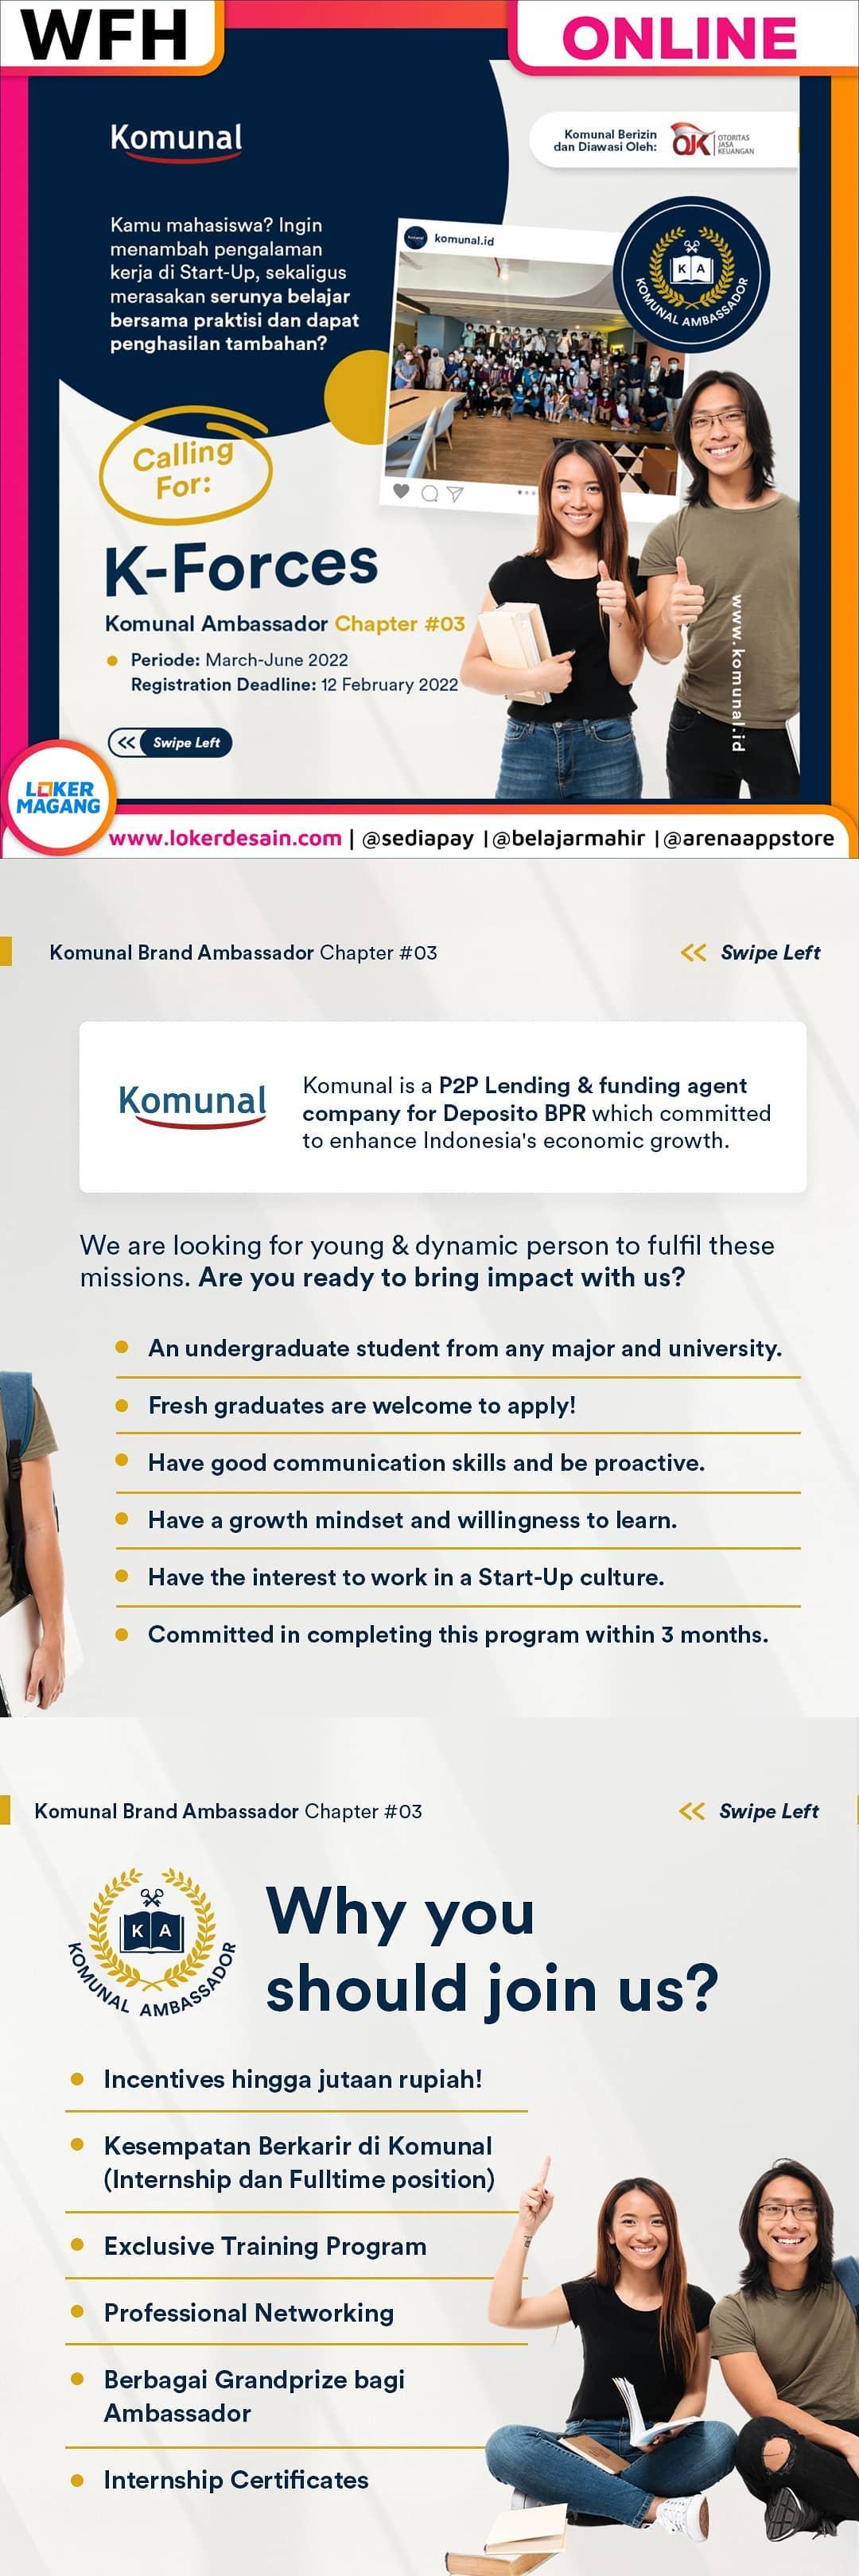 WFH
ONLINE
Komunal
Komunal Berizin
dan Diawasi Oleh:
OJK
OTORITAS
JASA
KEUANGAN
Kamu mahasiswa? Ingin
menambah pengalaman
kerja di Start-Up, sekaligus
merasakan serunya belajar
bersama praktisi dan dapat
penghasilan tambahan?
komunal.id
K A
KOMUNAL AMBASSADOR
Calling
For:
K-Forces
Komunal Ambassador Chapter #03
Periode: March-June 2022
Registration Deadline: 12 February 2022
Swipe Left
www.komunal.id
LOKER
MAGANG
www.lokerdesain.com | @sediapay | @belajarmahir | @arenaappstore
Komunal Brand Ambassador Chapter #03
Swipe Left
Komunal
Komunal is a P2P Lending & funding agent
company for Deposito BPR which committed
to enhance Indonesia's economic growth.
We are looking for young & dynamic person to fulfil these
missions. Are you ready to bring impact with us?
An undergraduate student from any major and university.
Fresh graduates are welcome to apply!
Have good communication skills and be proactive.
Have a growth mindset and willingness to learn.
Have the interest to work in a Start-Up culture.
Committed in completing this program within 3 months.
Komunal Brand Ambassador Chapter #03
Swipe Left
K A
KOMUNAL AMBASSADOR
Why you
should join us?
Incentives hingga jutaan rupiah!
Kesempatan Berkarir di Komunal
(Internship dan Fulltime position)
Exclusive Training Program
Professional Networking
Berbagai Grandprize bagi
Ambassador
Internship Certificates